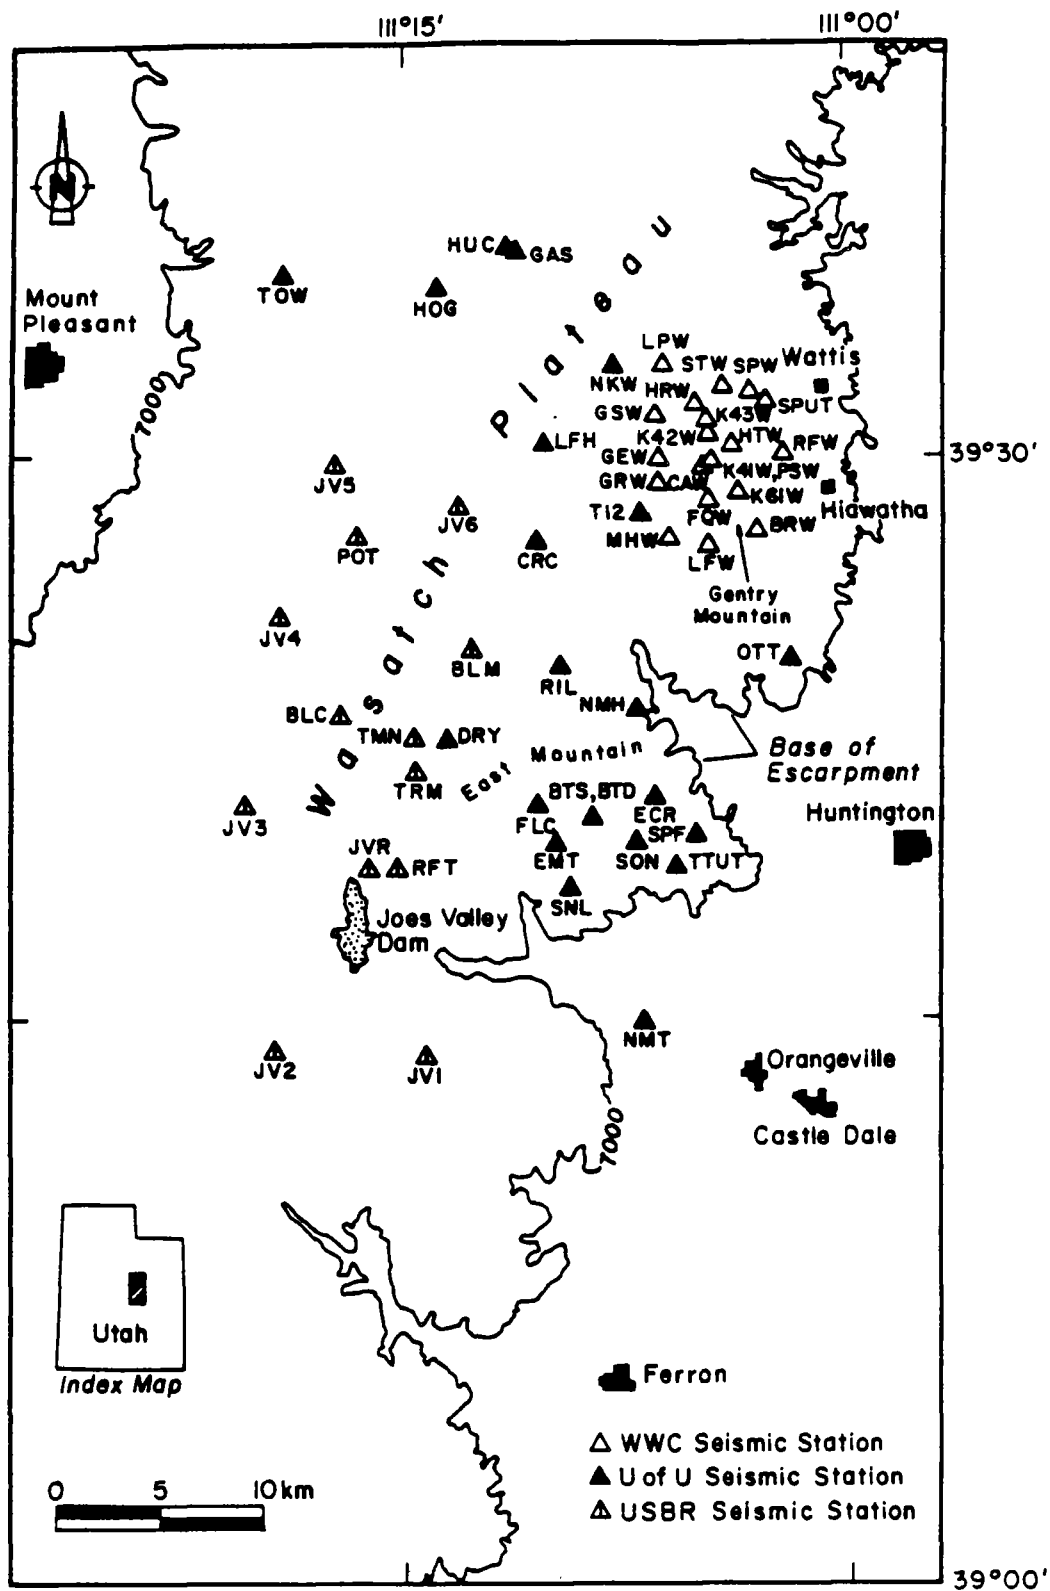 111°15'
111°00'
N
HUC
GAS
TOW
HOG
Mount
Pleasant
7000
Wasatch Plateau
LPW
STW
SPW
Wattis
NKW
HRW
SPUT
GSW
K43W
LFH
K42W
HTW
RFW
39°30'
GEW
K41W,PSW
JV5
GRW
CAW
K61W
Hiawatha
JV6
T12
FQW
BRW
POT
CRC
MHW
LFW
Gentry
Mountain
JV4
OTT
BLM
RIL
NMH
BLC
TMN
DRY
East Mountain
Base of
Escarpment
TRM
BTS,BTD
JV3
FLC
ECR
Huntington
SPF
JVR
RFT
EMT
SON
TTUT
SNL
Joes Valley
Dam
NMT
Orangeville
JV2
JV1
Castle Dale
7000
Utah
Index Map
Ferron
WWC Seismic Station
U of U Seismic Station
USBR Seismic Station
0 5 10 km
39°00'